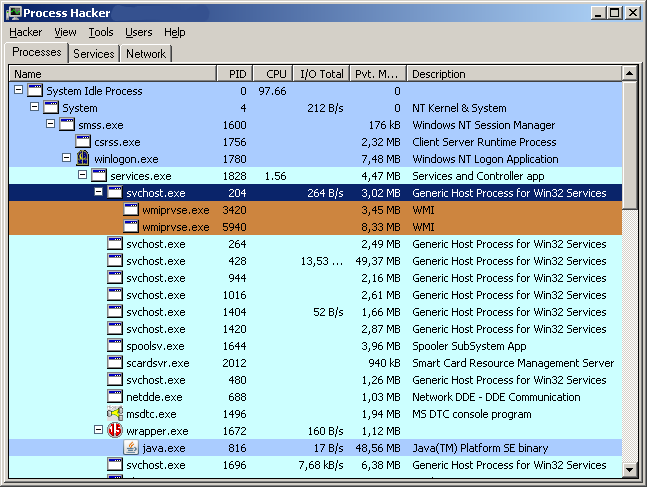 Process Hacker
Hacker View Tools Users Help
Processes Services Network
Name PID CPU I/O Total Pvt. M... Description
System Idle Process 0 97.66 0
System 4 212 B/s 0 NT Kernel & System
smss.exe 1600 176 kB Windows NT Session Manager
csrss.exe 1756 2,32 MB Client Server Runtime Process
winlogon.exe 1780 7,48 MB Windows NT Logon Application
services.exe 1828 1.56 4,47 MB Services and Controller app
svchost.exe 204 264 B/s 3,02 MB Generic Host Process for Win32 Services
wmiprvse.exe 3420 3,45 MB WMI
wmiprvse.exe 5940 8,33 MB WMI
svchost.exe 264 2,49 MB Generic Host Process for Win32 Services
svchost.exe 428 13,53 ... 49,37 MB Generic Host Process for Win32 Services
svchost.exe 944 2,16 MB Generic Host Process for Win32 Services
svchost.exe 1016 2,61 MB Generic Host Process for Win32 Services
svchost.exe 1404 52 B/s 1,66 MB Generic Host Process for Win32 Services
svchost.exe 1420 2,87 MB Generic Host Process for Win32 Services
spoolsv.exe 1644 3,96 MB Spooler SubSystem App
scardsvr.exe 2012 940 kB Smart Card Resource Management Server
svchost.exe 480 1,26 MB Generic Host Process for Win32 Services
netdde.exe 688 1,03 MB Network DDE - DDE Communication
msdtc.exe 1496 1,94 MB MS DTC console program
wrapper.exe 1672 160 B/s 1,12 MB
java.exe 816 17 B/s 48,56 MB Java(TM) Platform SE binary
svchost.exe 1696 7,68 kB/s 6,38 MB Generic Host Process for Win32 Services